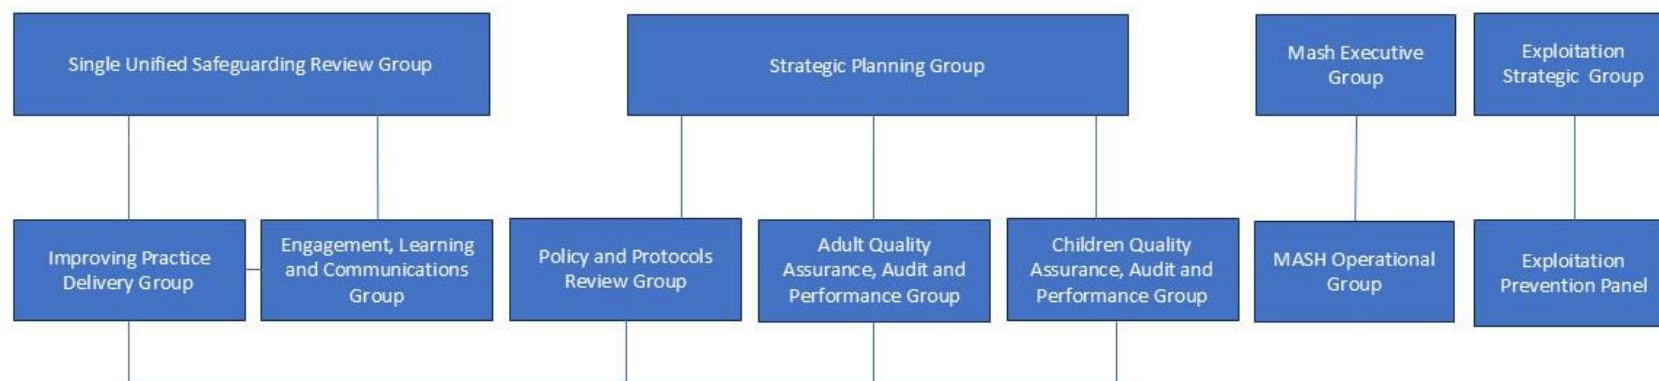 Single Unified Safeguarding Review Group
Strategic Planning Group
Mash Executive
Group
Exploitation
Strategic Group
Improving Practice
Delivery Group
Engagement, Learning
and Communications
Group
Policy and Protocols
Review Group
Adult Quality
Assurance, Audit and
Performance Group
Children Quality
Assurance, Audit and
Performance Group
MASH Operational
Group
Exploitation
Prevention Panel